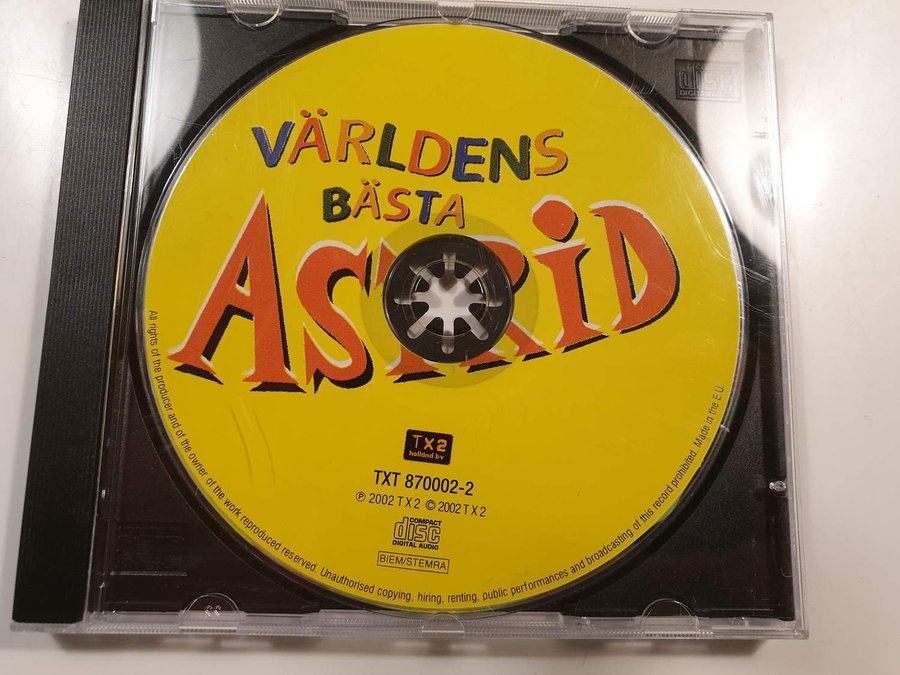 VÄRLDENS
BÄSTA
ASTRID
TX2
holland bv
TXT 870002-2
℗ 2002 T X 2 © 2002 T X 2
COMPACT
disc
DIGITAL AUDIO
BIEM/STEMRA
All rights of the producer and of the owner of the work reproduced reserved. Unauthorised copying, hiring, renting, public performances and broadcasting of this record prohibited. Made in the E.U.
disc